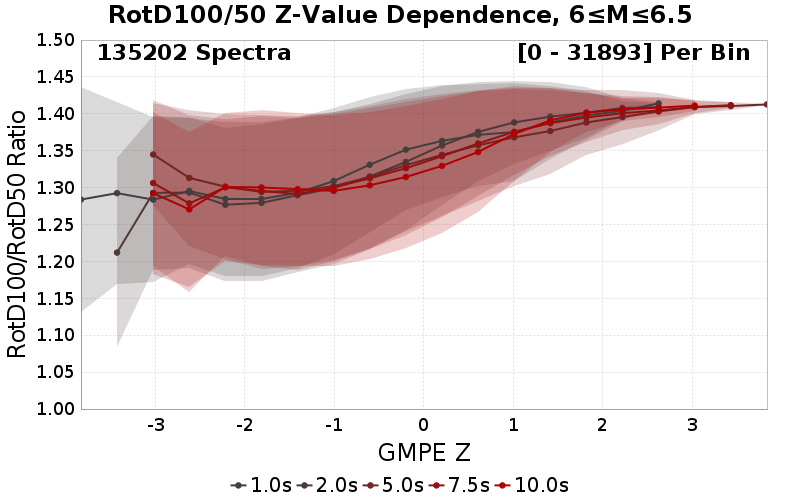 RotD100/50 Z-Value Dependence, 6≤M≤6.5
135202 Spectra
[0 - 31893] Per Bin
RotD100/RotD50 Ratio
1.50
1.45
1.40
1.35
1.30
1.25
1.20
1.15
1.10
1.05
1.00
-3 -2 -1 0 1 2 3
GMPE Z
1.0s 2.0s 5.0s 7.5s 10.0s